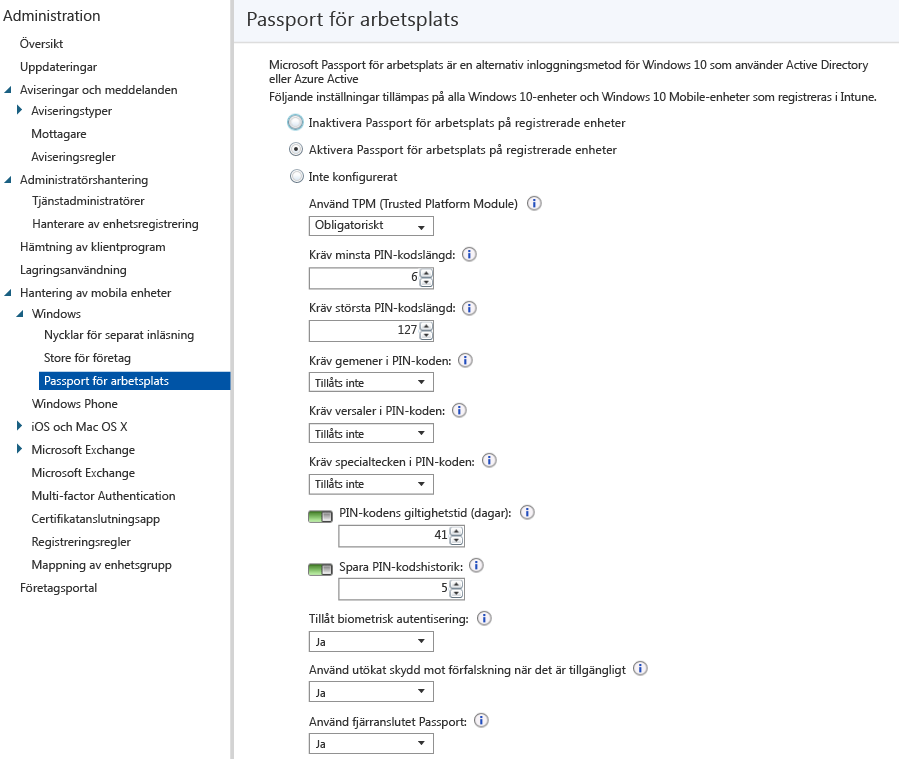 Administration
Översikt
Uppdateringar
Aviseringar och meddelanden
Aviseringstyper
Mottagare
Aviseringsregler
Administratörshantering
Tjänstadministratörer
Hanterare av enhetsregistrering
Hämtning av klientprogram
Lagringsanvändning
Hantering av mobila enheter
Windows
Nycklar för separat inläsning
Store för företag
Passport för arbetsplats
Windows Phone
iOS och Mac OS X
Microsoft Exchange
Microsoft Exchange
Multi-factor Authentication
Certifikatanslutningsapp
Registreringsregler
Mappning av enhetsgrupp
Företagsportal
Passport för arbetsplats
Microsoft Passport för arbetsplats är en alternativ inloggningsmetod för Windows 10 som använder Active Directory
eller Azure Active
Följande inställningar tillämpas på alla Windows 10-enheter och Windows 10 Mobile-enheter som registreras i Intune.
Inaktivera Passport för arbetsplats på registrerade enheter
Aktivera Passport för arbetsplats på registrerade enheter
Inte konfigurerat
Använd TPM (Trusted Platform Module)
Obligatoriskt
Kräv minsta PIN-kodslängd:
6
Kräv största PIN-kodslängd:
127
Kräv gemener i PIN-koden:
Tillåts inte
Kräv versaler i PIN-koden:
Tillåts inte
Kräv specialtecken i PIN-koden:
Tillåts inte
PIN-kodens giltighetstid (dagar):
41
Spara PIN-kodshistorik:
5
Tillåt biometrisk autentisering:
Ja
Använd utökat skydd mot förfalskning när det är tillgängligt
Ja
Använd fjärranslutet Passport:
Ja